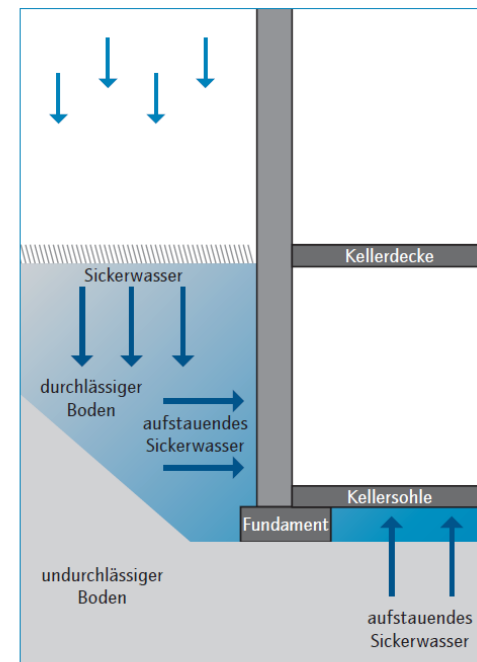 Kellerdecke
Sickerwasser
durchlässiger
Boden
aufstauendes
Sickerwasser
Kellersohle
Fundament
undurchlässiger
Boden
aufstauendes
Sickerwasser